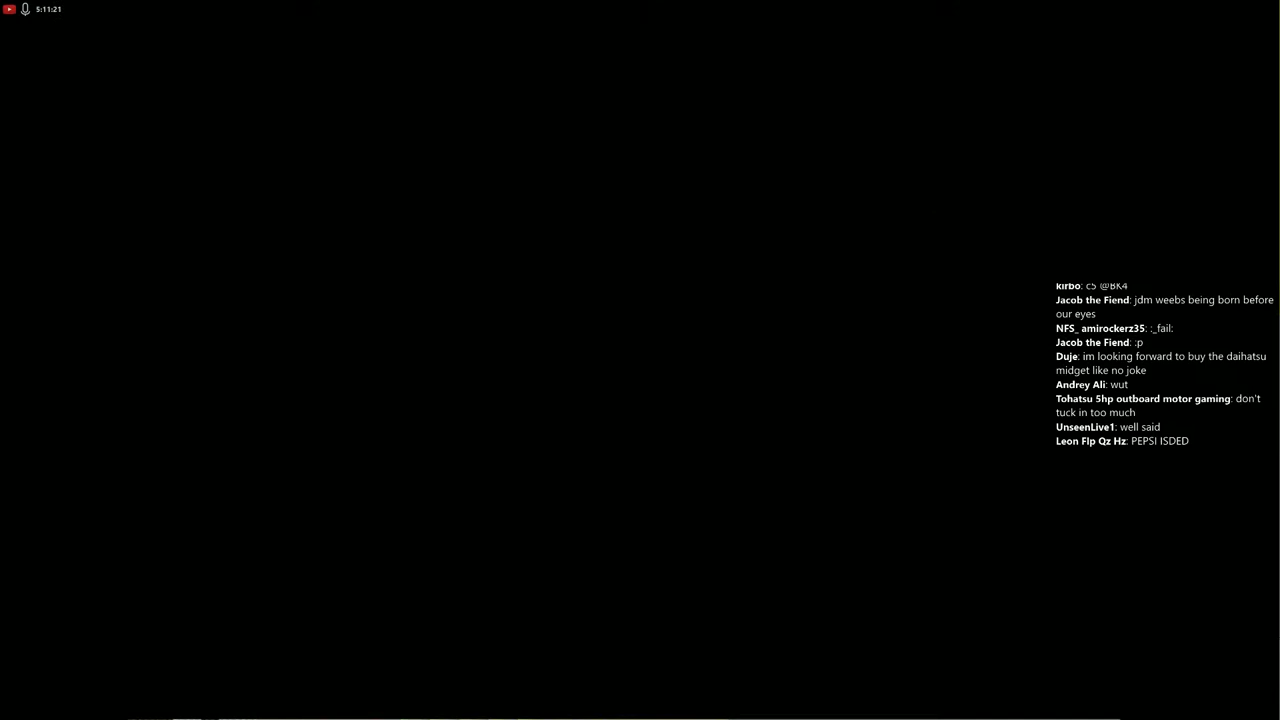 5:11:21
kirbo: c5 @BK4
Jacob the Fiend: jdm weebs being born before
our eyes
NFS_ amirockerz35: :_fail:
Jacob the Fiend: :p
Duje: im looking forward to buy the daihatsu
midget like no joke
Andrey Ali: wut
Tohatsu 5hp outboard motor gaming: don't
tuck in too much
UnseenLive1: well said
Leon Flp Qz Hz: PEPSI ISDED